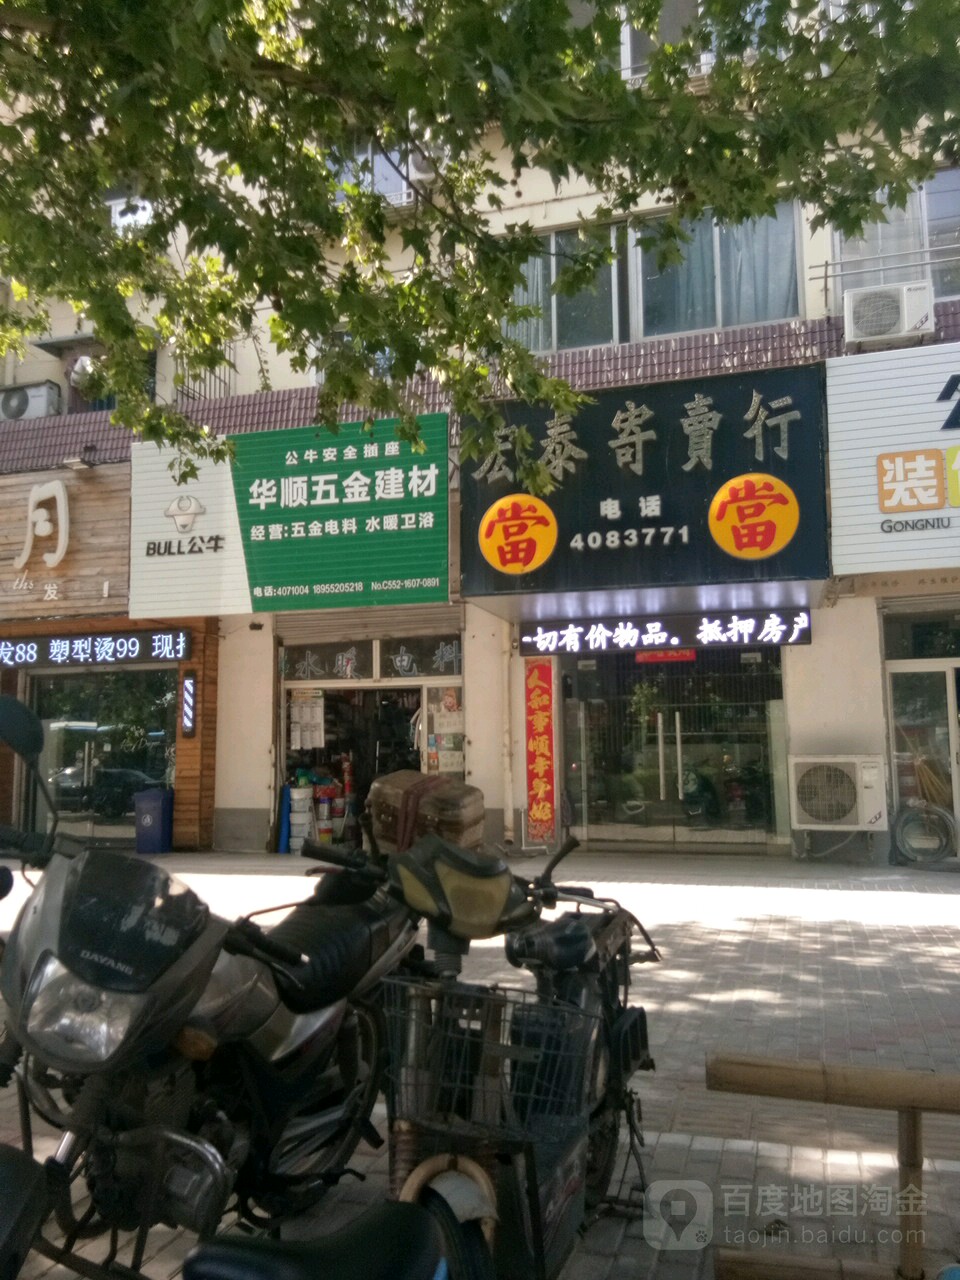 月
ths
发
发88 塑型烫99 现
公牛安全插座
华顺五金建材
经营:五金电料 水暖卫浴
BULL公牛
电话:4071004 18955205218 No.C552-1607-0891
水暖 电料
宏泰寄賣行
當
當
电话
4083771
一切有价物品。抵押房产
人和事順幸筆號
装
GONGNIU
DAYANG
百度地图淘金
taojin.baidu.com